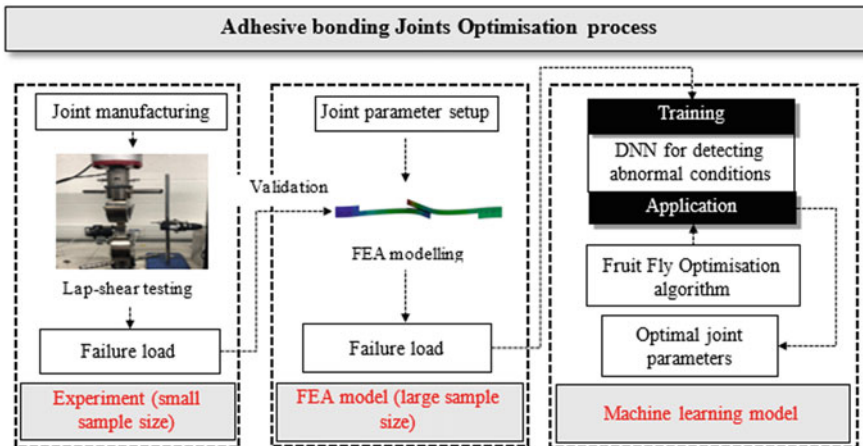 Adhesive bonding Joints Optimisation process
Joint manufacturing
Lap-shear testing
Failure load
Experiment (small
sample size)
Validation
Joint parameter setup
FEA modelling
Failure load
FEA model (large sample
size)
Training
DNN for detecting
abnormal conditions
Application
Fruit Fly Optimisation
algorithm
Optimal joint
parameters
Machine learning model